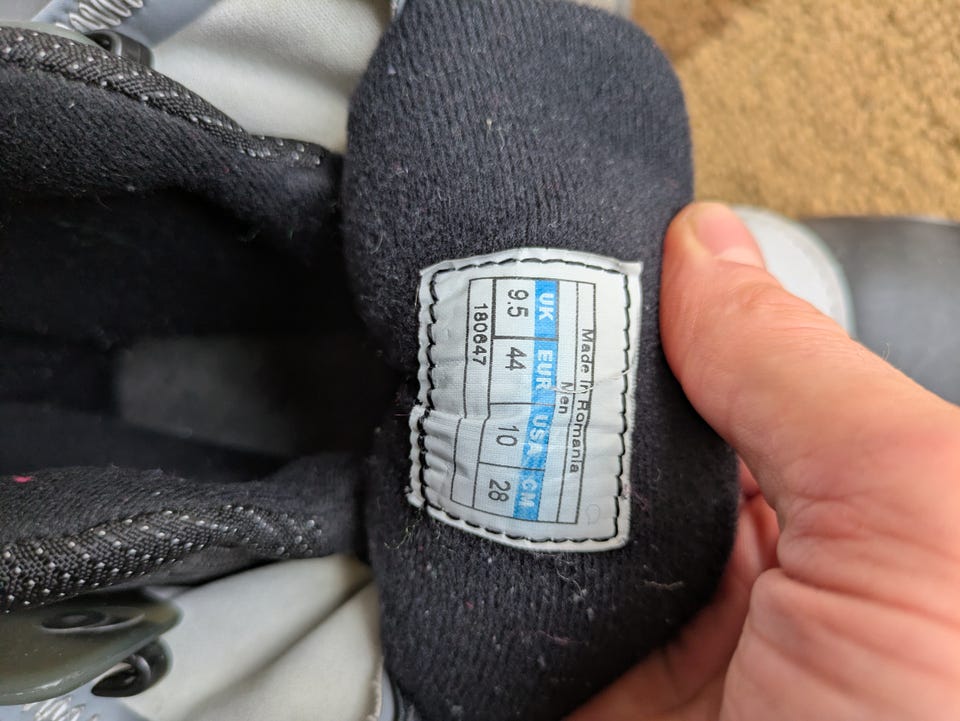 Made in Romania
Men
UK EUR USA CM
9.5 44 10 28
180647